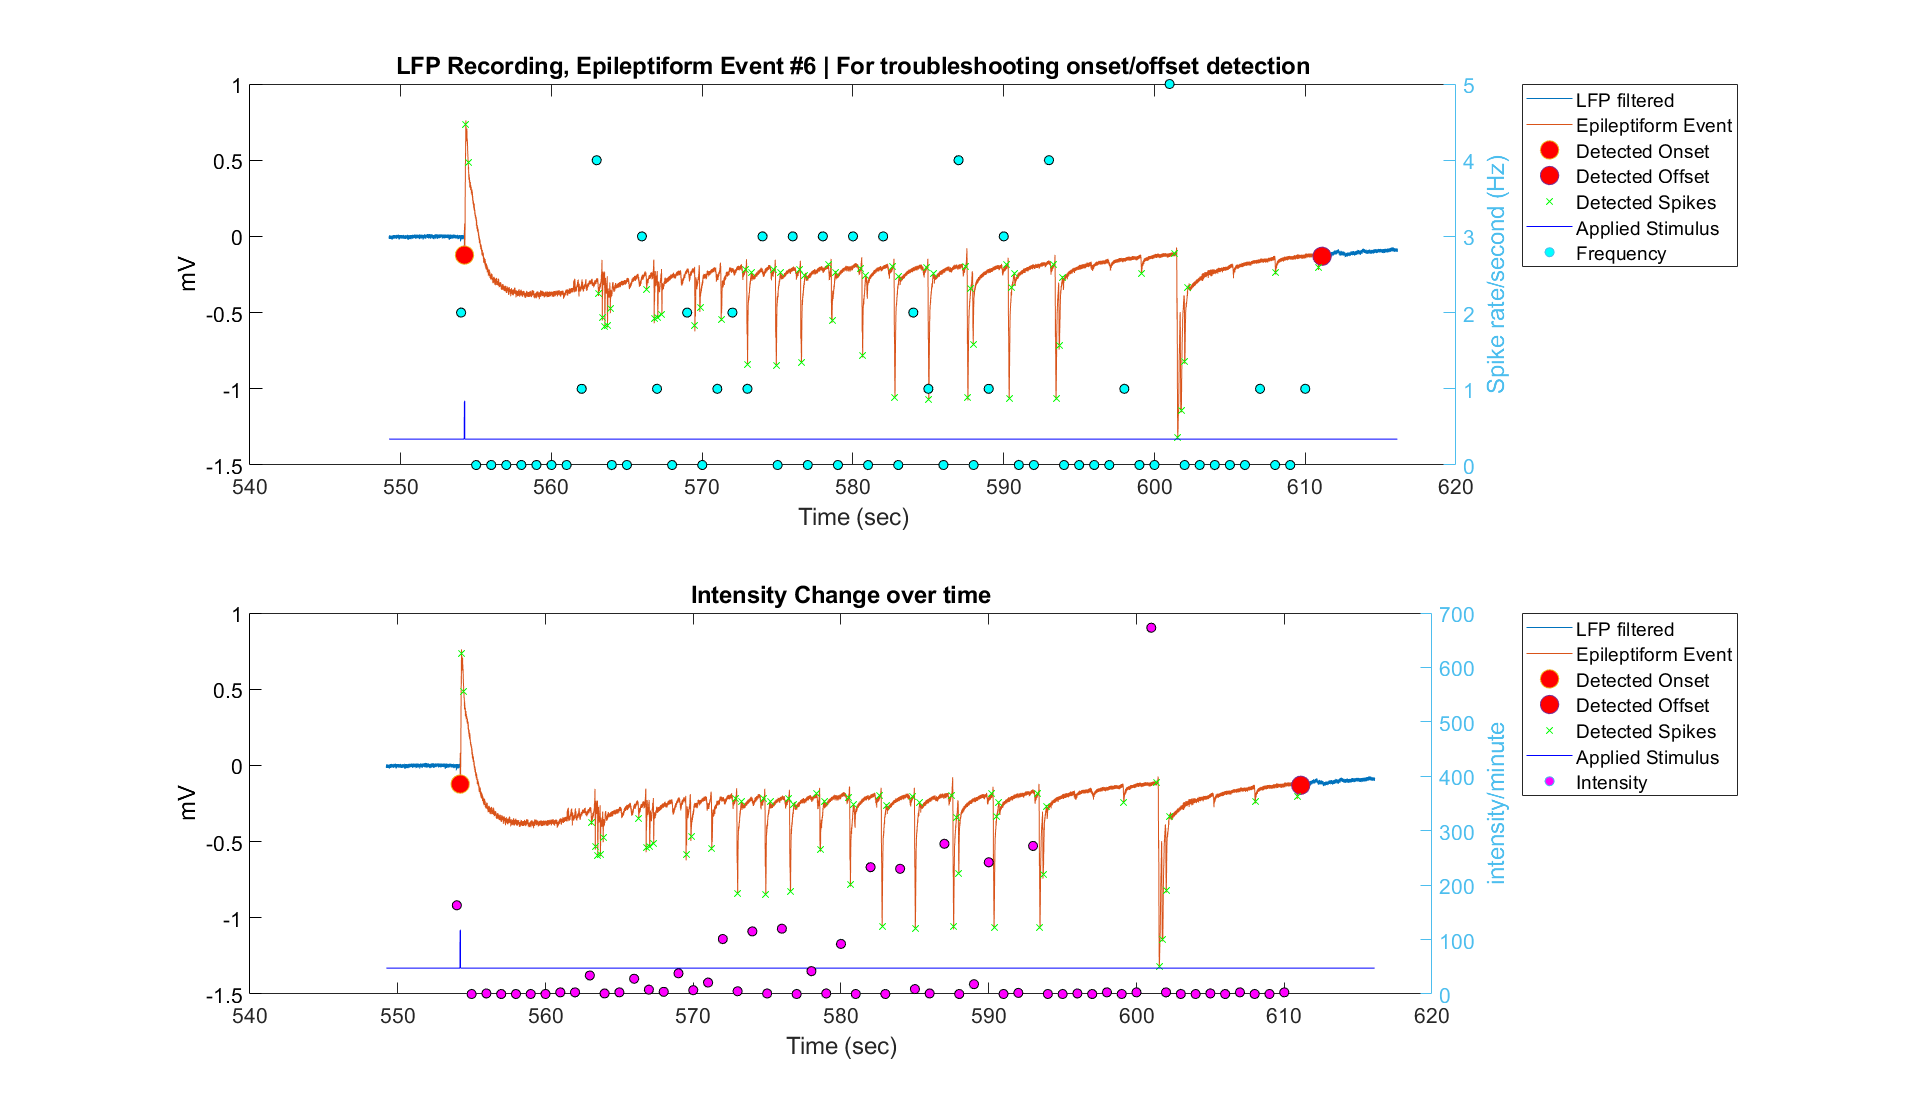 LFP Recording, Epileptiform Event #6 | For troubleshooting onset/offset detection
1
0.5
0
-0.5
-1
-1.5
mV
540
550
560
570
580
590
600
610
620
Time (sec)
5
4
3
2
1
0
Spike rate/second (Hz)
LFP filtered
Epileptiform Event
Detected Onset
Detected Offset
Detected Spikes
Applied Stimulus
Frequency
Intensity Change over time
1
0.5
0
-0.5
-1
-1.5
mV
540
550
560
570
580
590
600
610
620
Time (sec)
700
600
500
400
300
200
100
0
intensity/minute
LFP filtered
Epileptiform Event
Detected Onset
Detected Offset
Detected Spikes
Applied Stimulus
Intensity